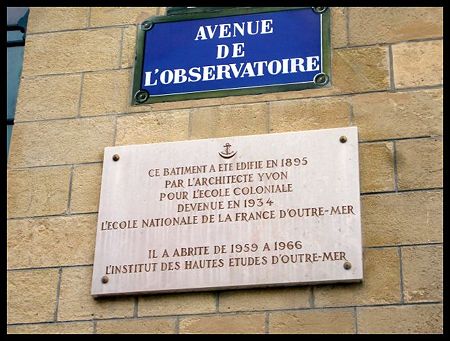 AVENUE
DE
L'OBSERVATOIRE
CE BATIMENT A ETE EDIFIE EN 1895
PAR L'ARCHITECTE YVON
POUR L'ECOLE COLONIALE
DEVENUE EN 1934
L'ECOLE NATIONALE DE LA FRANCE D'OUTRE-MER
IL A ABRITE DE 1959 A 1966
L'INSTITUT DES HAUTES ETUDES D'OUTRE-MER